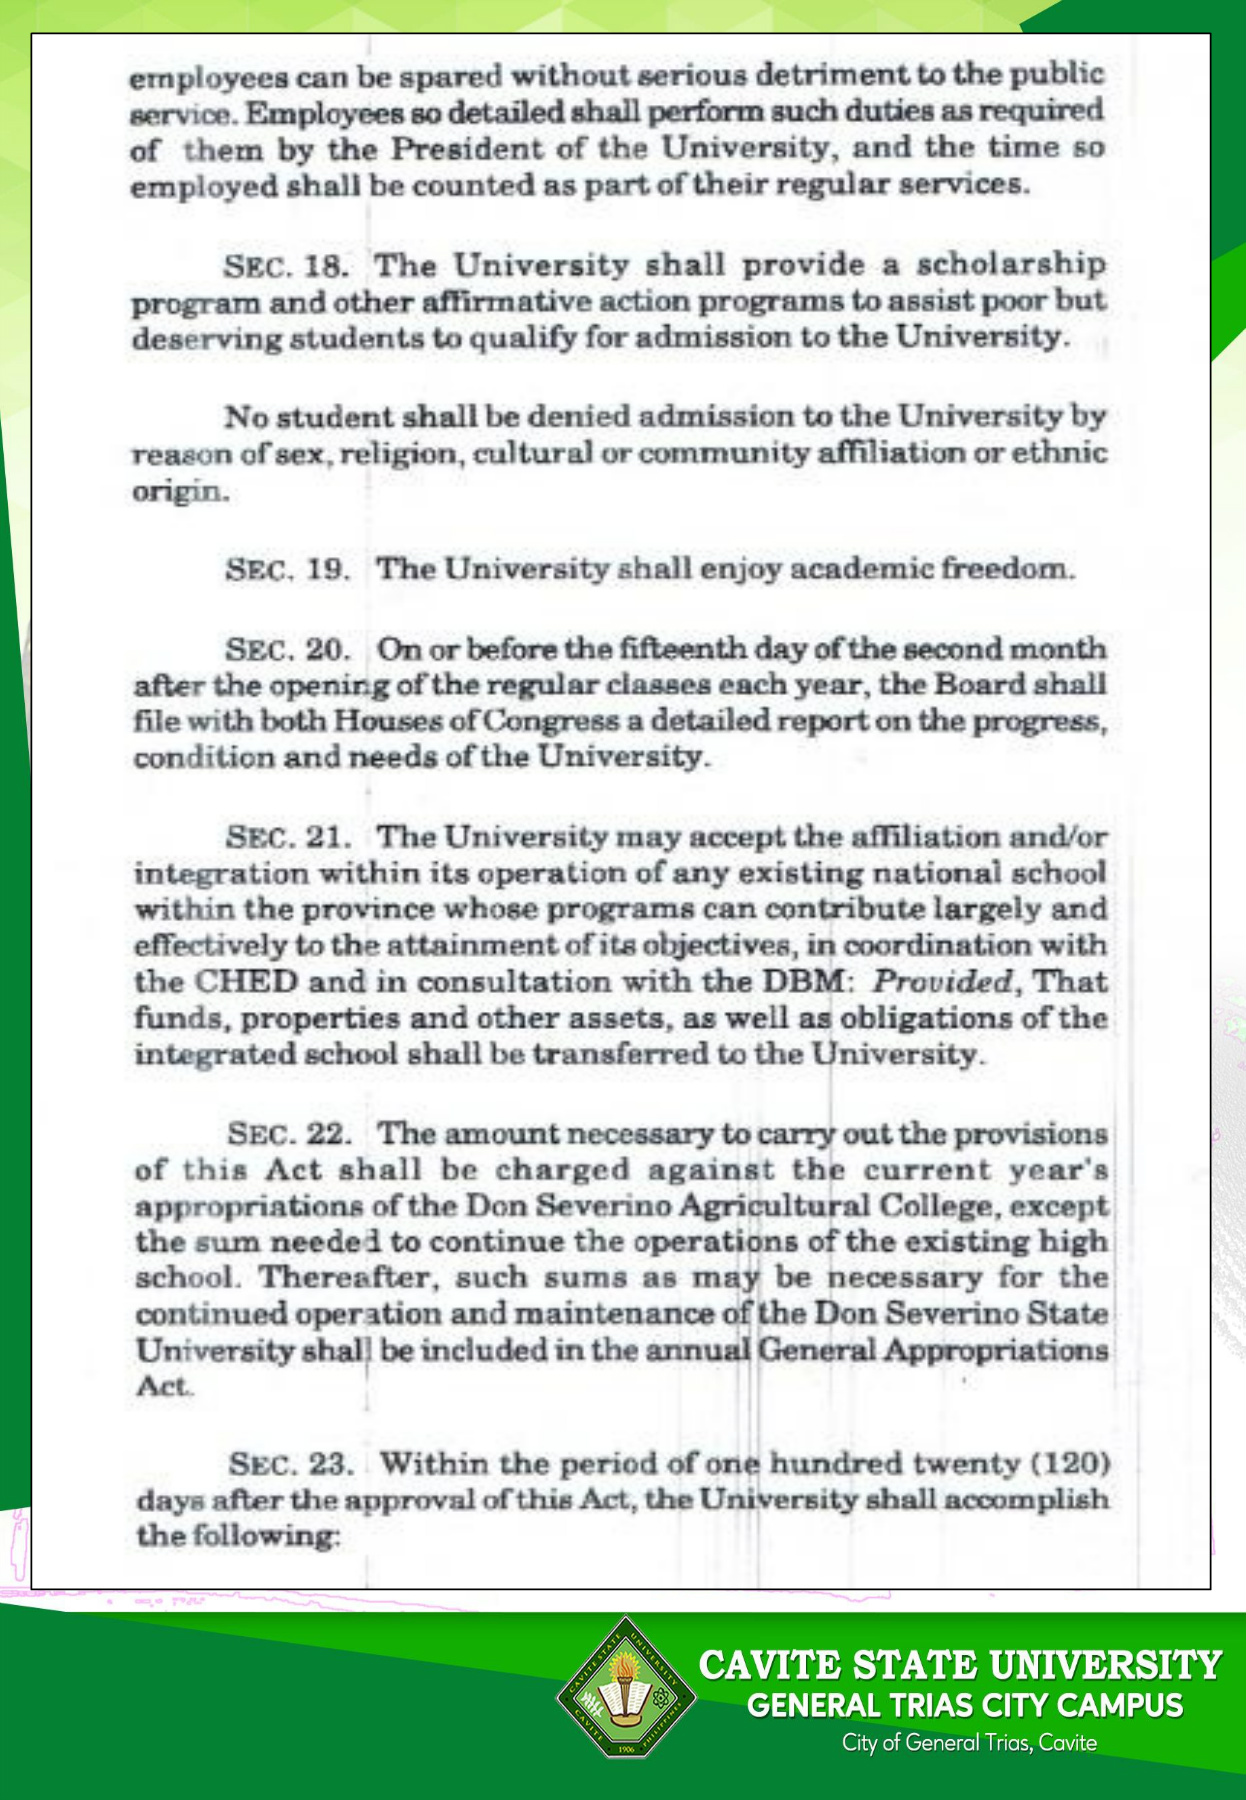 employees can be spared without serious detriment to the public
service. Employees so detailed shall perform such duties as required
of them by the President of the University, and the time so
employed shall be counted as part of their regular services.
SEC. 18. The University shall provide a scholarship
program and other affirmative action programs to assist poor but
deserving students to qualify for admission to the University.
No student shall be denied admission to the University by
reason of sex, religion, cultural or community affiliation or ethnic
origin.
SEC. 19. The University shall enjoy academic freedom.
SEC. 20. On or before the fifteenth day of the second month
after the opening of the regular classes each year, the Board shall
file with both Houses of Congress a detailed report on the progress,
condition and needs of the University.
SEC. 21. The University may accept the affiliation and/or
integration within its operation of any existing national school
within the province whose programs can contribute largely and
effectively to the attainment of its objectives, in coordination with
the CHED and in consultation with the DBM: Provided, That
funds, properties and other assets, as well as obligations of the
integrated school shall be transferred to the University.
SEC. 22. The amount necessary to carry out the provisions
of this Act shall be charged against the current year's
appropriations of the Don Severino Agricultural College, except
the sum needed to continue the operations of the existing high
school. Thereafter, such sums as may be necessary for the
continued operation and maintenance of the Don Severino State
University shall be included in the annual General Appropriations
Act.
SEC. 23. Within the period of one hundred twenty (120)
days after the approval of this Act, the University shall accomplish
the following:
CAVITE STATE UNIVERSITY
CAVITE
PHILIPPINES
1906
CAVITE STATE UNIVERSITY
GENERAL TRIAS CITY CAMPUS
City of General Trias, Cavite